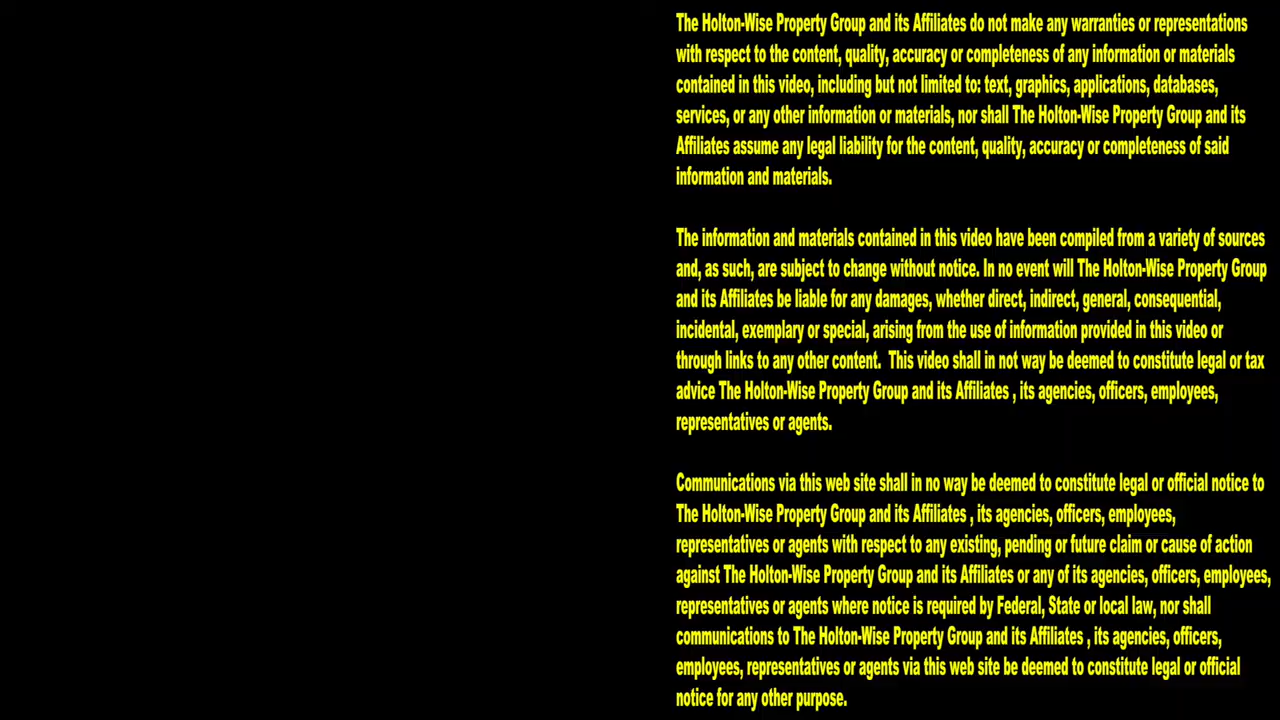 The Holton-Wise Property Group and its Affiliates do not make any warranties or representations
with respect to the content, quality, accuracy or completeness of any information or materials
contained in this video, including but not limited to: text, graphics, applications, databases,
services, or any other information or materials, nor shall The Holton-Wise Property Group and its
Affiliates assume any legal liability for the content, quality, accuracy or completeness of said
information and materials.
The information and materials contained in this video have been compiled from a variety of sources
and, as such, are subject to change without notice. In no event will The Holton-Wise Property Group
and its Affiliates be liable for any damages, whether direct, indirect, general, consequential,
incidental, exemplary or special, arising from the use of information provided in this video or
through links to any other content.  This video shall in not way be deemed to constitute legal or tax
advice The Holton-Wise Property Group and its Affiliates , its agencies, officers, employees,
representatives or agents.
Communications via this web site shall in no way be deemed to constitute legal or official notice to
The Holton-Wise Property Group and its Affiliates , its agencies, officers, employees,
representatives or agents with respect to any existing, pending or future claim or cause of action
against The Holton-Wise Property Group and its Affiliates or any of its agencies, officers, employees,
representatives or agents where notice is required by Federal, State or local law, nor shall
communications to The Holton-Wise Property Group and its Affiliates , its agencies, officers,
employees, representatives or agents via this web site be deemed to constitute legal or official
notice for any other purpose.